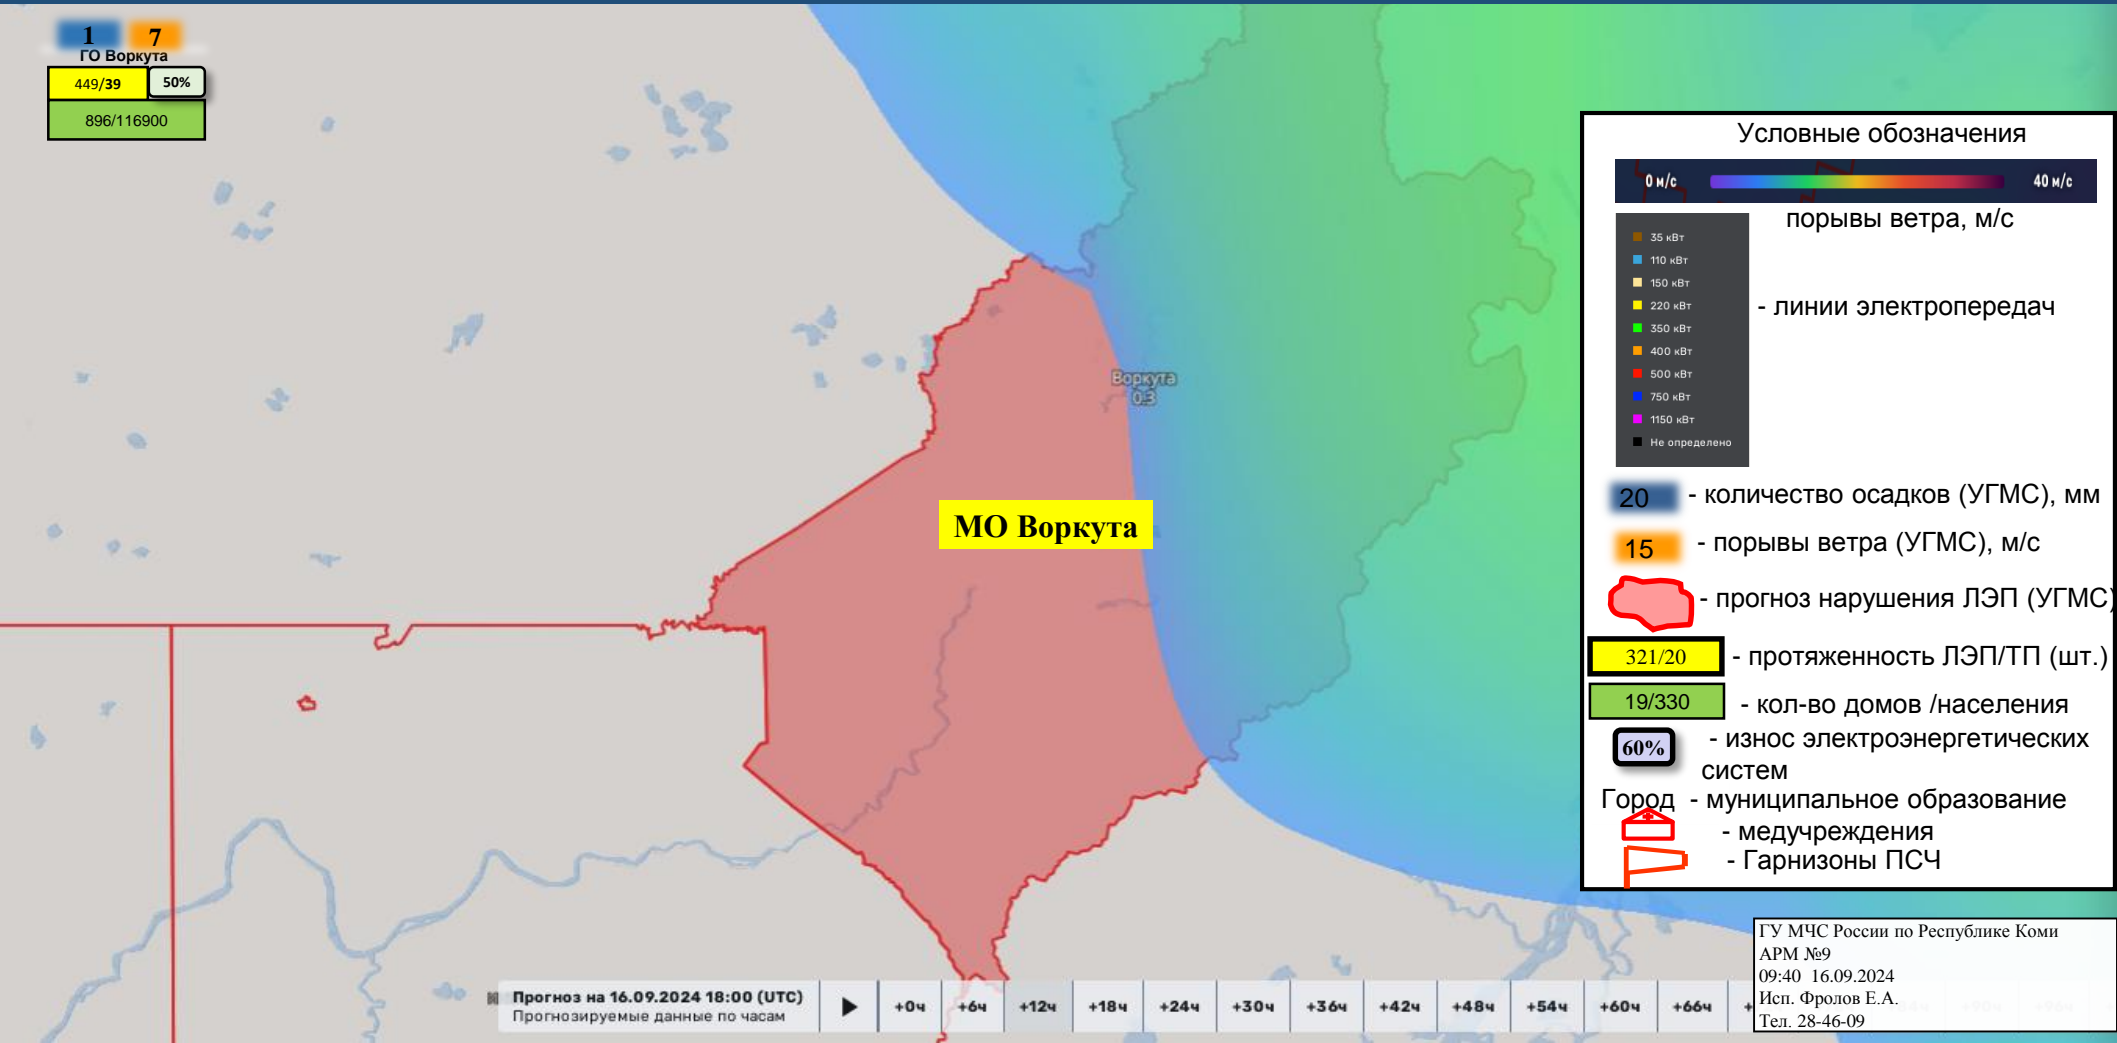 1 7
ГО Воркута
449/39 50%
896/116900
Воркута
0.3
МО Воркута
Условные обозначения
0 м/с 40 м/с
порывы ветра, м/с
35 кВт
110 кВт
150 кВт
220 кВт
350 кВт
400 кВт
500 кВт
750 кВт
1150 кВт
Не определено
- линии электропередач
20 - количество осадков (УГМС), мм
15 - порывы ветра (УГМС), м/с
- прогноз нарушения ЛЭП (УГМС)
321/20 - протяженность ЛЭП/ТП (шт.)
19/330 - кол-во домов /населения
60% - износ электроэнергетических
систем
Город - муниципальное образование
- медучреждения
- Гарнизоны ПСЧ
ГУ МЧС России по Республике Коми
АРМ №9
09:40 16.09.2024
Исп. Фролов Е.А.
Тел. 28-46-09
Прогноз на 16.09.2024 18:00 (UTC)
Прогнозируемые данные по часам
+0ч +6ч +12ч +18ч +24ч +30ч +36ч +42ч +48ч +54ч +60ч +66ч